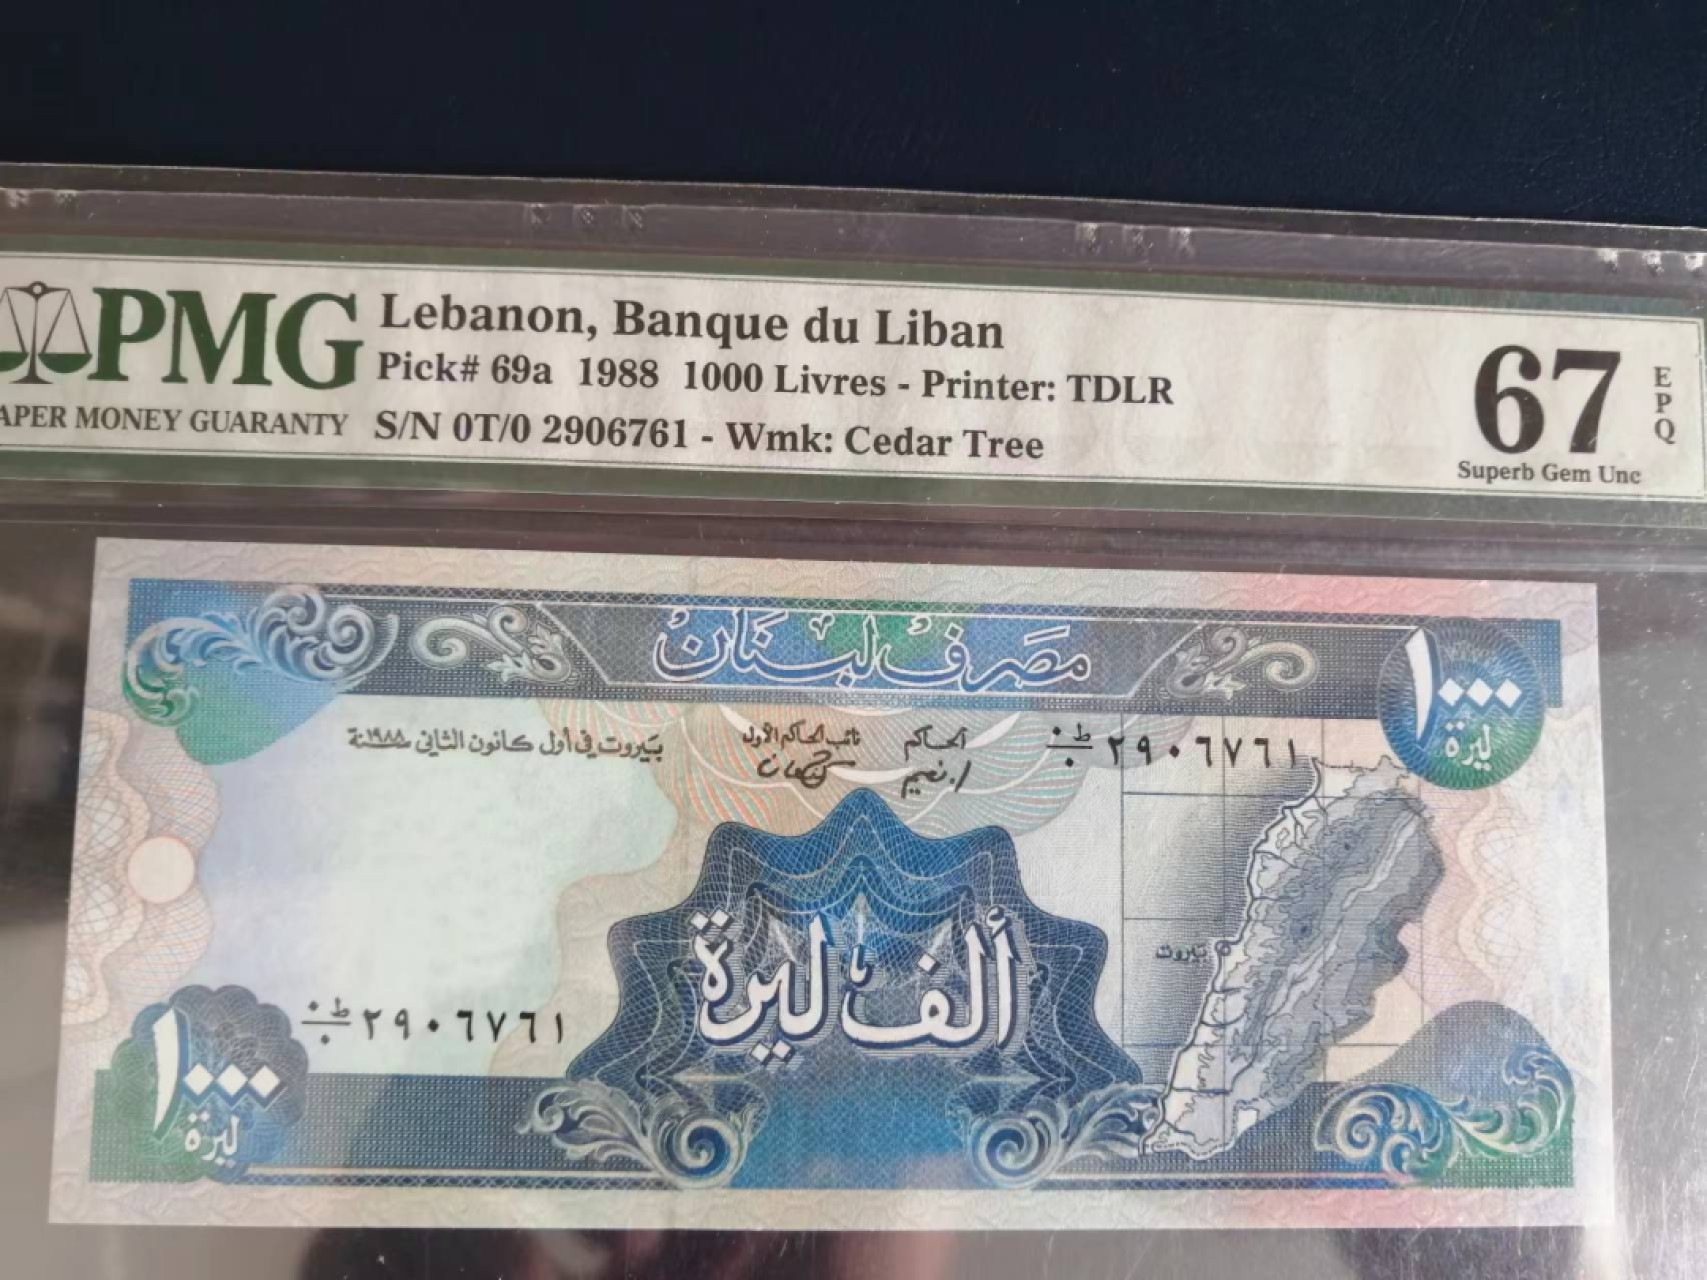 PMG
Lebanon, Banque du Liban
Pick# 69a 1988 1000 Livres - Printer: TDLR
S/N 0T/0 2906761 - Wmk: Cedar Tree
APER MONEY GUARANTY
67
EPQ
Superb Gem Unc
مصرف لبنان
١٠٠٠
ليرة
بيروت في أول كانون الثاني سنة ١٩٨٨
نائب الحاكم الأول
الحاكم
٢٩٠٦٧٦١
ألف ليرة
بيروت
٢٩٠٦٧٦١
١٠٠٠
ليرة